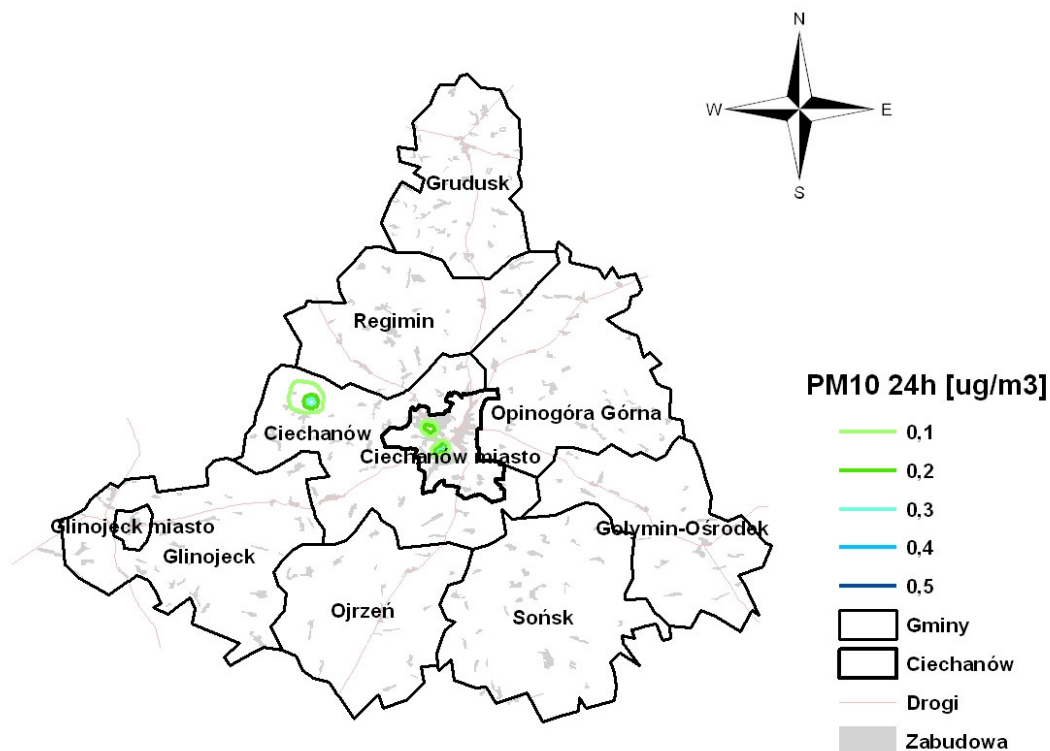 N
W
E
S
Grudusk
Regimin
Opinogóra Górna
Ciechanów
Ciechanów miasto
Glinojeck miasto
Glinojeck
Gołymin-Ośrodek
Ojrzeń
Sońsk
PM10 24h [ug/m3]
0,1
0,2
0,3
0,4
0,5
Gminy
Ciechanów
Drogi
Zabudowa